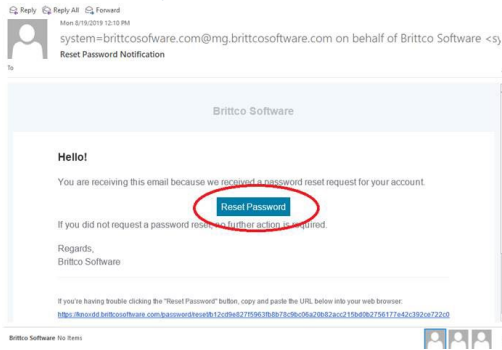 Reply Reply All Forward
Mon 8/19/2019 12:10 PM
system=brittcosofware.com@mg.brittcosoftware.com on behalf of Brittco Software <sy
Reset Password Notification
To
Brittco Software
Hello!
You are receiving this email because we received a password reset request for your account.
Reset Password
If you did not request a password reset, no further action is required.
Regards,
Brittco Software
If you're having trouble clicking the "Reset Password" button, copy and paste the URL below into your web browser:
Brittco Software No Items